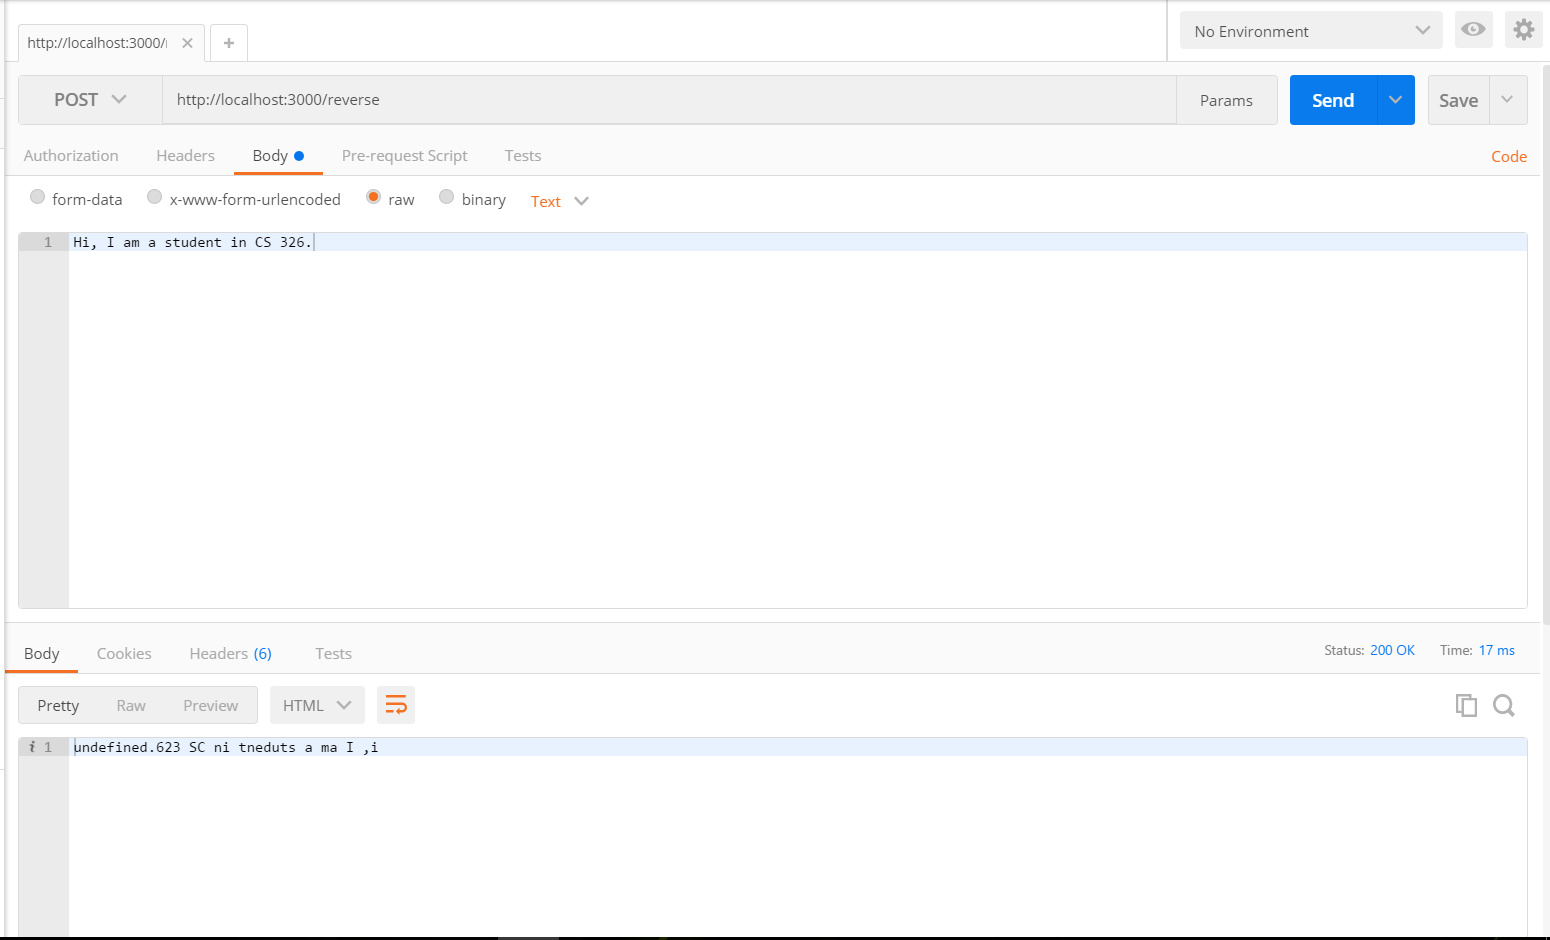 http://localhost:3000/
No Environment
POST http://localhost:3000/reverse Params Send Save
Authorization Headers Body Pre-request Script Tests Code
form-data x-www-form-urlencoded raw binary Text
1 Hi, I am a student in CS 326.
Body Cookies Headers (6) Tests Status: 200 OK Time: 17 ms
Pretty Raw Preview HTML
i 1 undefined.623 SC ni tneduts a ma I ,i